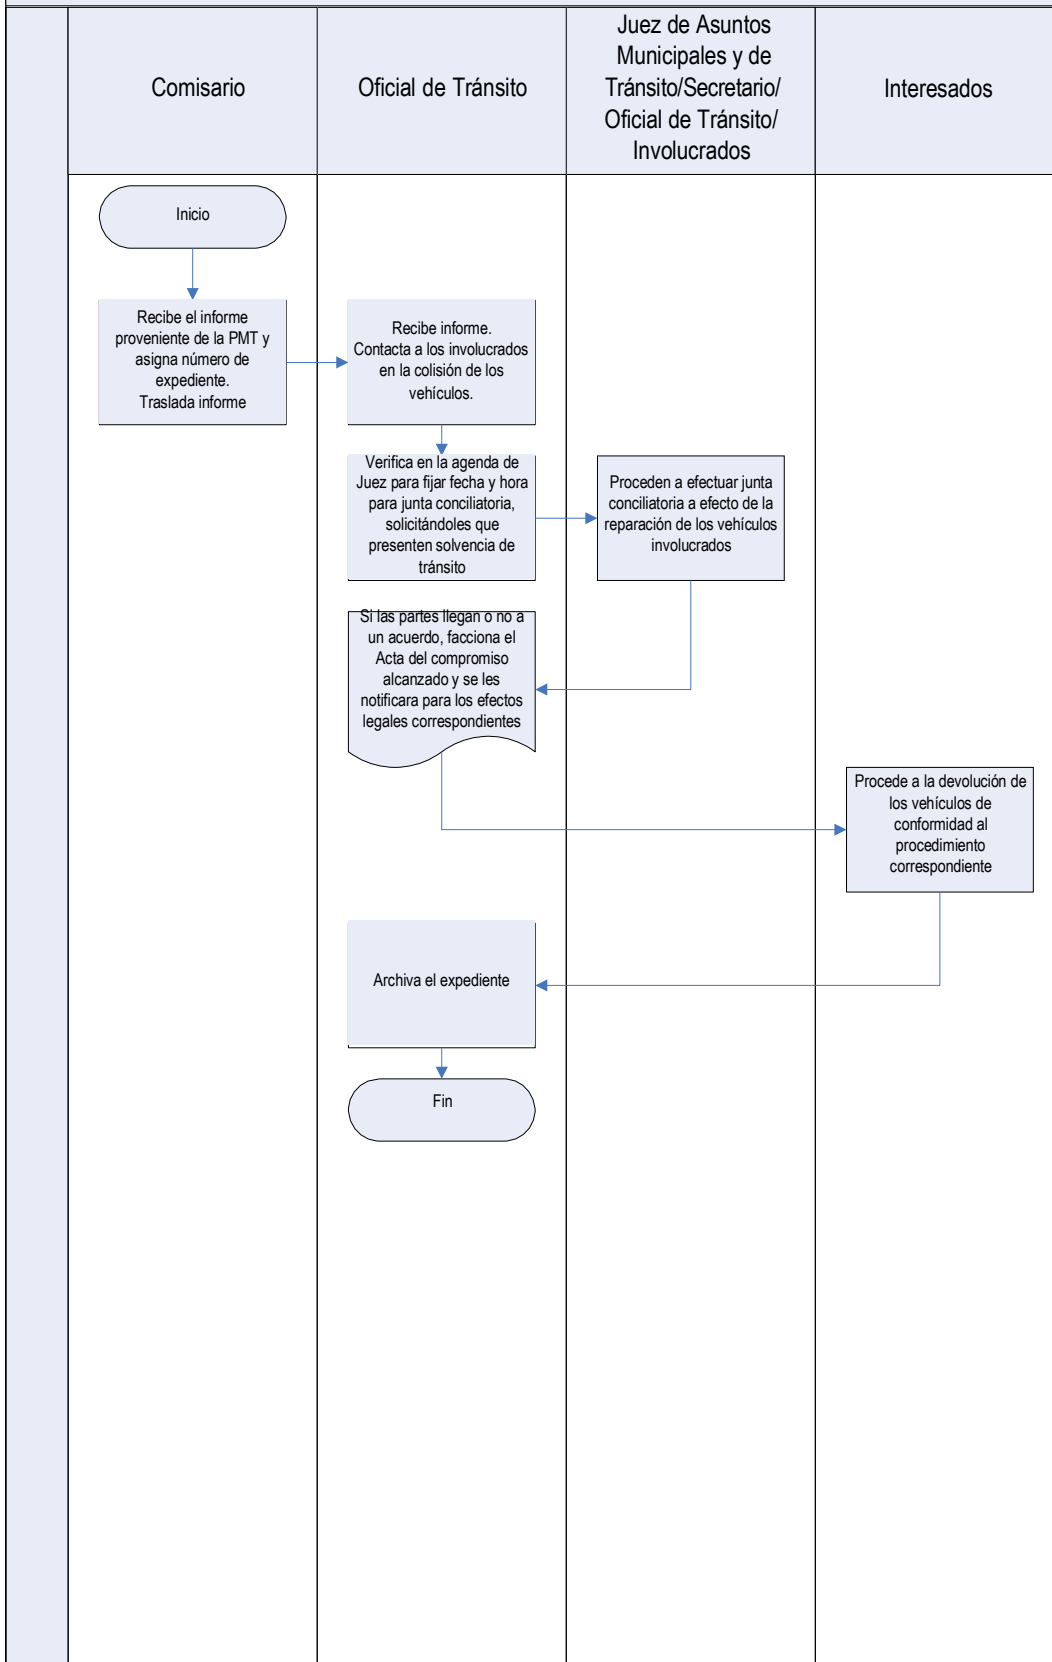 Comisario
Oficial de Tránsito
Juez de Asuntos
Municipales y de
Tránsito/Secretario/
Oficial de Tránsito/
Involucrados
Interesados
Inicio
Recibe el informe
proveniente de la PMT y
asigna número de
expediente.
Traslada informe
Recibe informe.
Contacta a los involucrados
en la colisión de los
vehículos.
Verifica en la agenda de
Juez para fijar fecha y hora
para junta conciliatoria,
solicitándoles que
presenten solvencia de
tránsito
Proceden a efectuar junta
conciliatoria a efecto de la
reparación de los vehículos
involucrados
Si las partes llegan o no a
un acuerdo, facciona el
Acta del compromiso
alcanzado y se les
notificara para los efectos
legales correspondientes
Procede a la devolución de
los vehículos de
conformidad al
procedimiento
correspondiente
Archiva el expediente
Fin